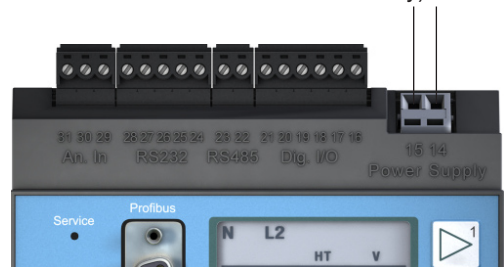 31 30 29 28 27 26 25 24 23 22 21 20 19 18 17 16 15 14
An. In RS232 RS485 Dig. I/O Power Supply
Service
Profibus
N L2
HT V
1